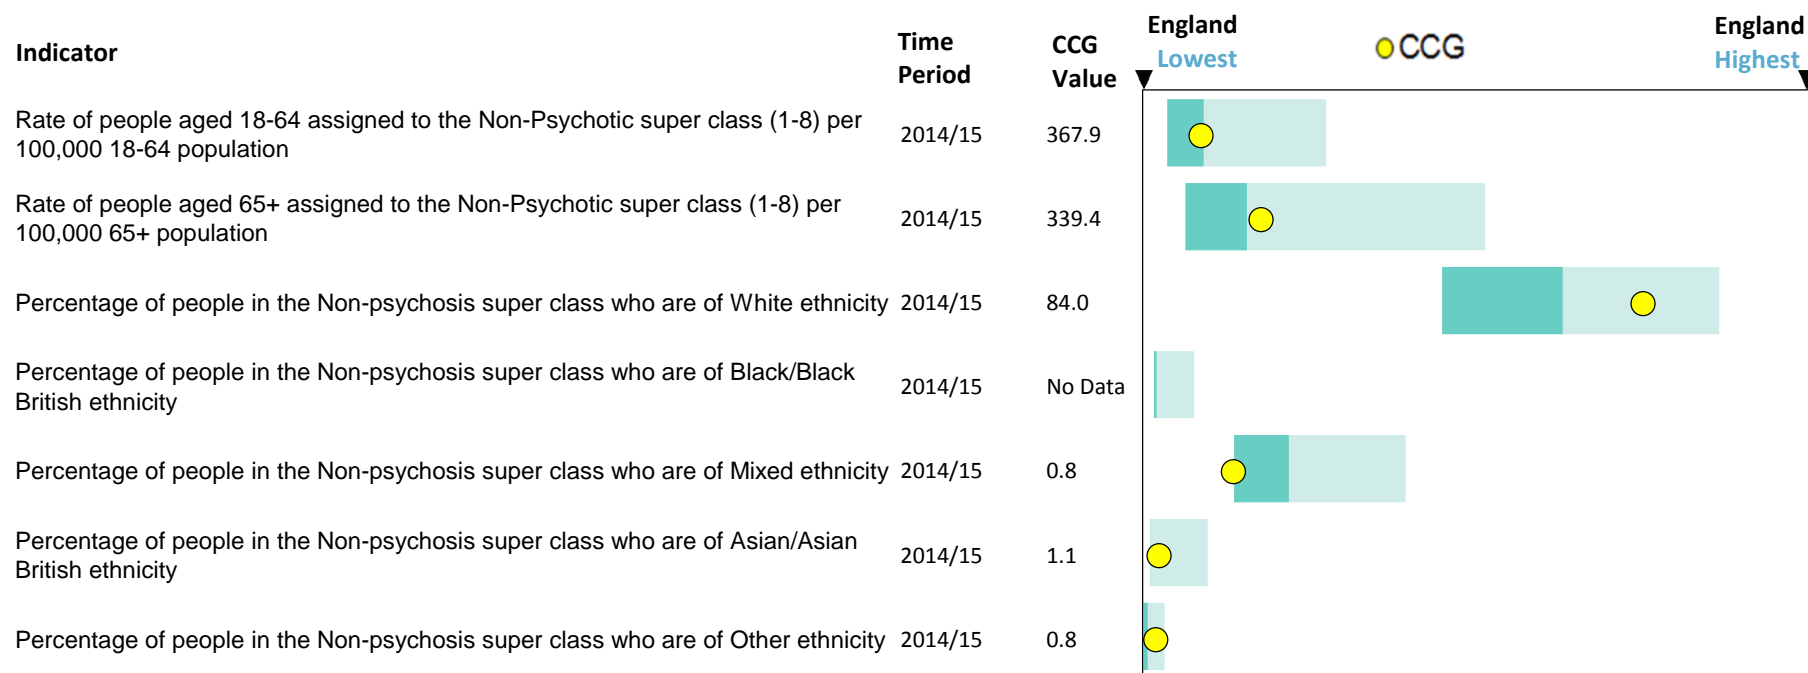 Indicator
Time Period
CCG Value
England Lowest
CCG
England Highest
Rate of people aged 18-64 assigned to the Non-Psychotic super class (1-8) per
100,000 18-64 population
2014/15
367.9
Rate of people aged 65+ assigned to the Non-Psychotic super class (1-8) per
100,000 65+ population
2014/15
339.4
Percentage of people in the Non-psychosis super class who are of White ethnicity
2014/15
84.0
Percentage of people in the Non-psychosis super class who are of Black/Black
British ethnicity
2014/15
No Data
Percentage of people in the Non-psychosis super class who are of Mixed ethnicity
2014/15
0.8
Percentage of people in the Non-psychosis super class who are of Asian/Asian
British ethnicity
2014/15
1.1
Percentage of people in the Non-psychosis super class who are of Other ethnicity
2014/15
0.8